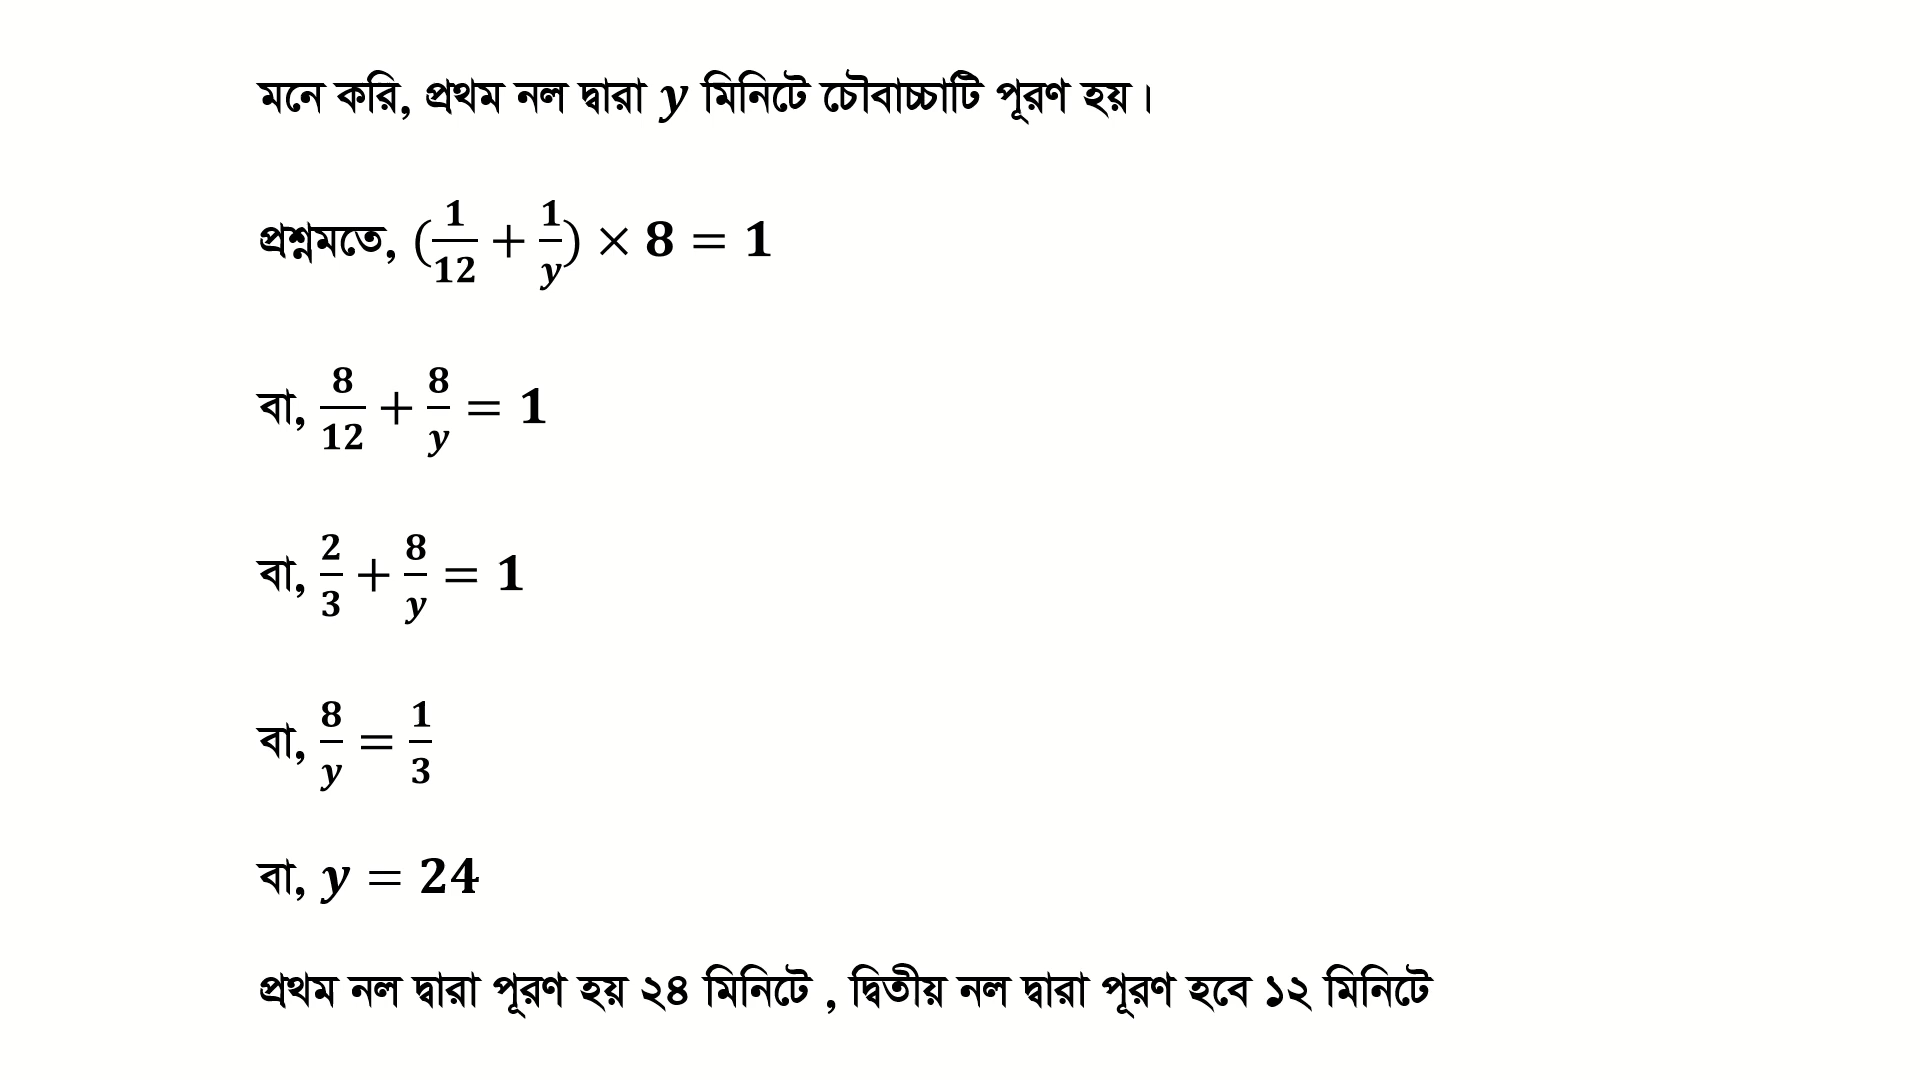 মনে করি, প্রথম নল দ্বারা y মিনিটে চৌবাচ্চাটি পূরণ হয়।
প্রশ্নমতে, (1/12 + 1/y) × 8 = 1
বা, 8/12 + 8/y = 1
বা, 2/3 + 8/y = 1
বা, 8/y = 1/3
বা, y = 24
প্রথম নল দ্বারা পূরণ হয় ২৪ মিনিটে , দ্বিতীয় নল দ্বারা পূরণ হবে ১২ মিনিটে